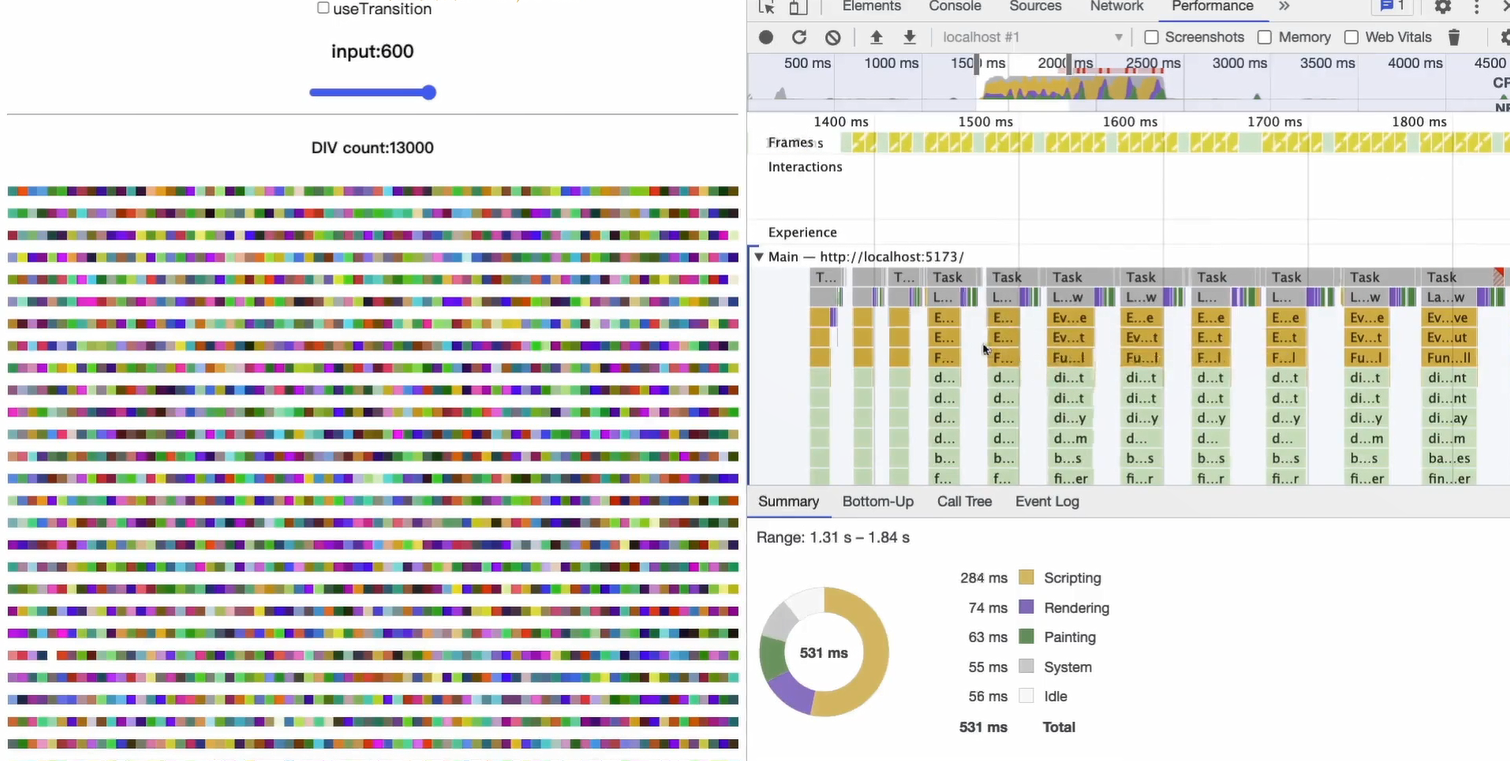 useTransition
input:600
DIV count:13000
Elements Console Sources Network Performance » 1
localhost #1 Screenshots Memory Web Vitals
500 ms 1000 ms 2000 ms 2500 ms 3000 ms 3500 ms 4000 ms 4500
1400 ms 1500 ms 1600 ms 1700 ms 1800 ms
Frames
Interactions
Experience
Main — http://localhost:5173/
T... T... Task Task Task Task Task Task Task Task
L... L... L...w L...w L... L... L...w La...w
E... E... Ev...e E...e E... E...e Ev...e Ev...ve
E... E... Ev...t Ev...t E...t E...t Ev...t Ev...ut
F... F... Fu...l Fu...l F...l F...l Fu...l Fun...ll
d... d... di...t di...t d...t d...t di...t di...nt
d... d... di...t di...t d...t d...t di...t di...nt
d... d... di...y di...y d...y d...y di...y di...ay
d... d... d...m d... d... d... d...m di...m
b... b... b...s b...s b...s b...s b...s ba...es
f... f... fi...er fi...r fi...r fi...r fi...er fin...er
Summary Bottom-Up Call Tree Event Log
Range: 1.31 s – 1.84 s
284 ms Scripting
74 ms Rendering
63 ms Painting
531 ms
55 ms System
56 ms Idle
531 ms Total